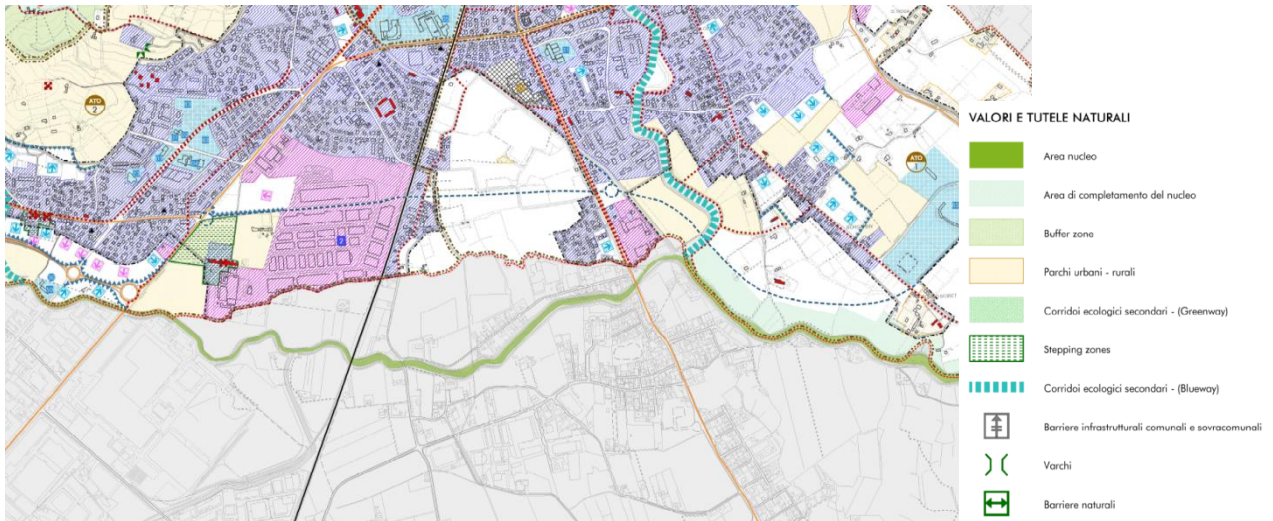 ATO
2
ATO
1
2
VALORI E TUTELE NATURALI
Area nucleo
Area di completamento del nucleo
Buffer zone
Parchi urbani - rurali
Corridoi ecologici secondari - (Greenway)
Stepping zones
Corridoi ecologici secondari - (Blueway)
Barriere infrastrutturali comunali e sovracomunali
Varchi
Barriere naturali